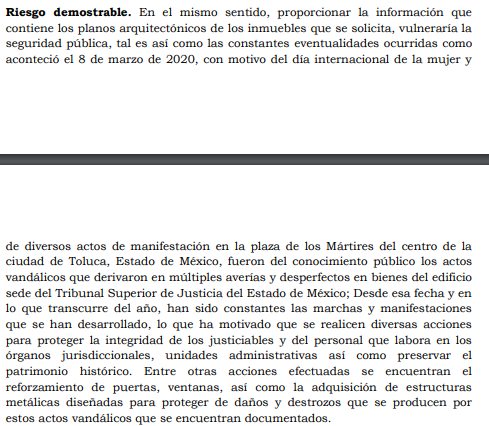 Riesgo demostrable. En el mismo sentido, proporcionar la información que
contiene los planos arquitectónicos de los inmuebles que se solicita, vulneraría la
seguridad pública, tal es así como las constantes eventualidades ocurridas como
aconteció el 8 de marzo de 2020, con motivo del día internacional de la mujer y
de diversos actos de manifestación en la plaza de los Mártires del centro de la
ciudad de Toluca, Estado de México, fueron del conocimiento público los actos
vandálicos que derivaron en múltiples averías y desperfectos en bienes del edificio
sede del Tribunal Superior de Justicia del Estado de México; Desde esa fecha y en
lo que transcurre del año, han sido constantes las marchas y manifestaciones
que se han desarrollado, lo que ha motivado que se realicen diversas acciones
para proteger la integridad de los justiciables y del personal que labora en los
órganos jurisdiccionales, unidades administrativas así como preservar el
patrimonio histórico. Entre otras acciones efectuadas se encuentran el
reforzamiento de puertas, ventanas, así como la adquisición de estructuras
metálicas diseñadas para proteger de daños y destrozos que se producen por
estos actos vandálicos que se encuentran documentados.